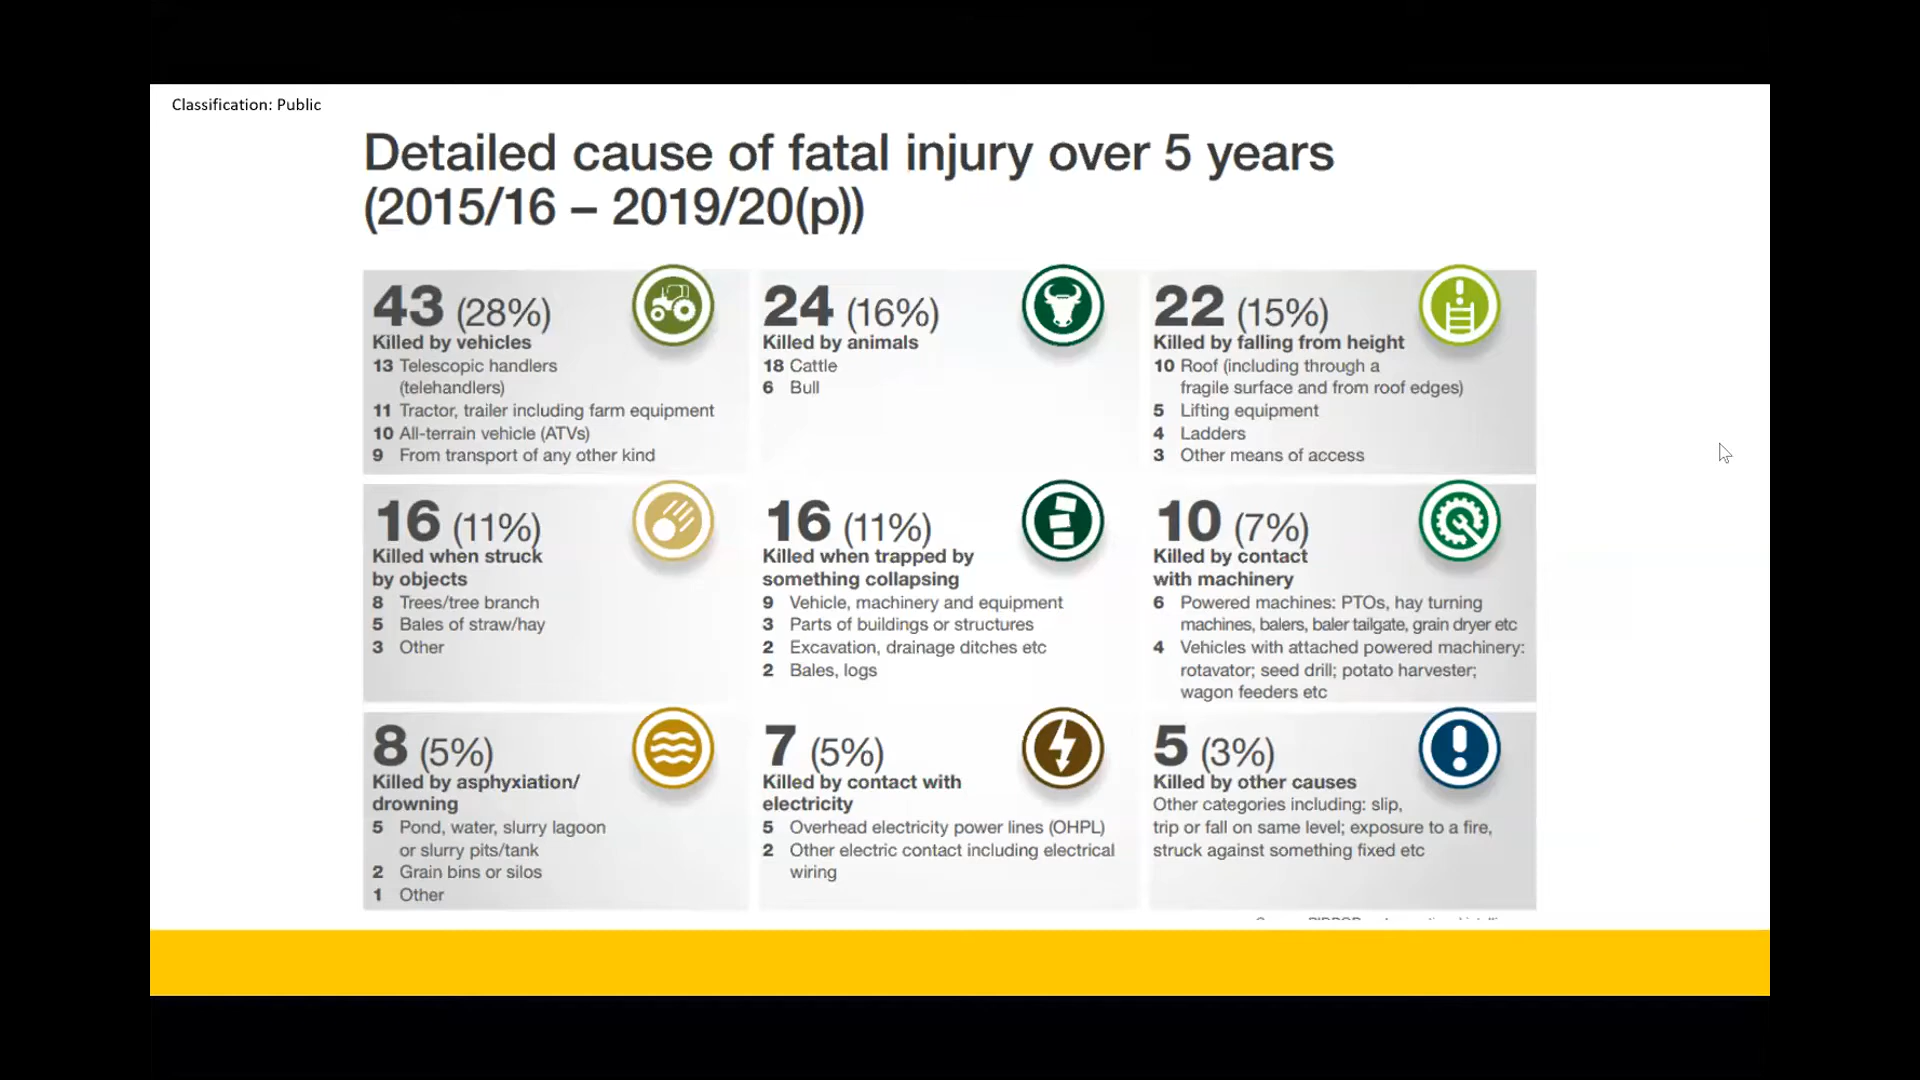 Classification: Public
Detailed cause of fatal injury over 5 years
(2015/16 – 2019/20(p))
43 (28%)
Killed by vehicles
13 Telescopic handlers
(telehandlers)
11 Tractor, trailer including farm equipment
10 All-terrain vehicle (ATVs)
9 From transport of any other kind
24 (16%)
Killed by animals
18 Cattle
6 Bull
22 (15%)
Killed by falling from height
10 Roof (including through a
fragile surface and from roof edges)
5 Lifting equipment
4 Ladders
3 Other means of access
16 (11%)
Killed when struck
by objects
8 Trees/tree branch
5 Bales of straw/hay
3 Other
16 (11%)
Killed when trapped by
something collapsing
9 Vehicle, machinery and equipment
3 Parts of buildings or structures
2 Excavation, drainage ditches etc
2 Bales, logs
10 (7%)
Killed by contact
with machinery
6 Powered machines: PTOs, hay turning
machines, balers, baler tailgate, grain dryer etc
4 Vehicles with attached powered machinery:
rotavator; seed drill; potato harvester;
wagon feeders etc
8 (5%)
Killed by asphyxiation/
drowning
5 Pond, water, slurry lagoon
or slurry pits/tank
2 Grain bins or silos
1 Other
7 (5%)
Killed by contact with
electricity
5 Overhead electricity power lines (OHPL)
2 Other electric contact including electrical
wiring
5 (3%)
Killed by other causes
Other categories including: slip,
trip or fall on same level; exposure to a fire,
struck against something fixed etc